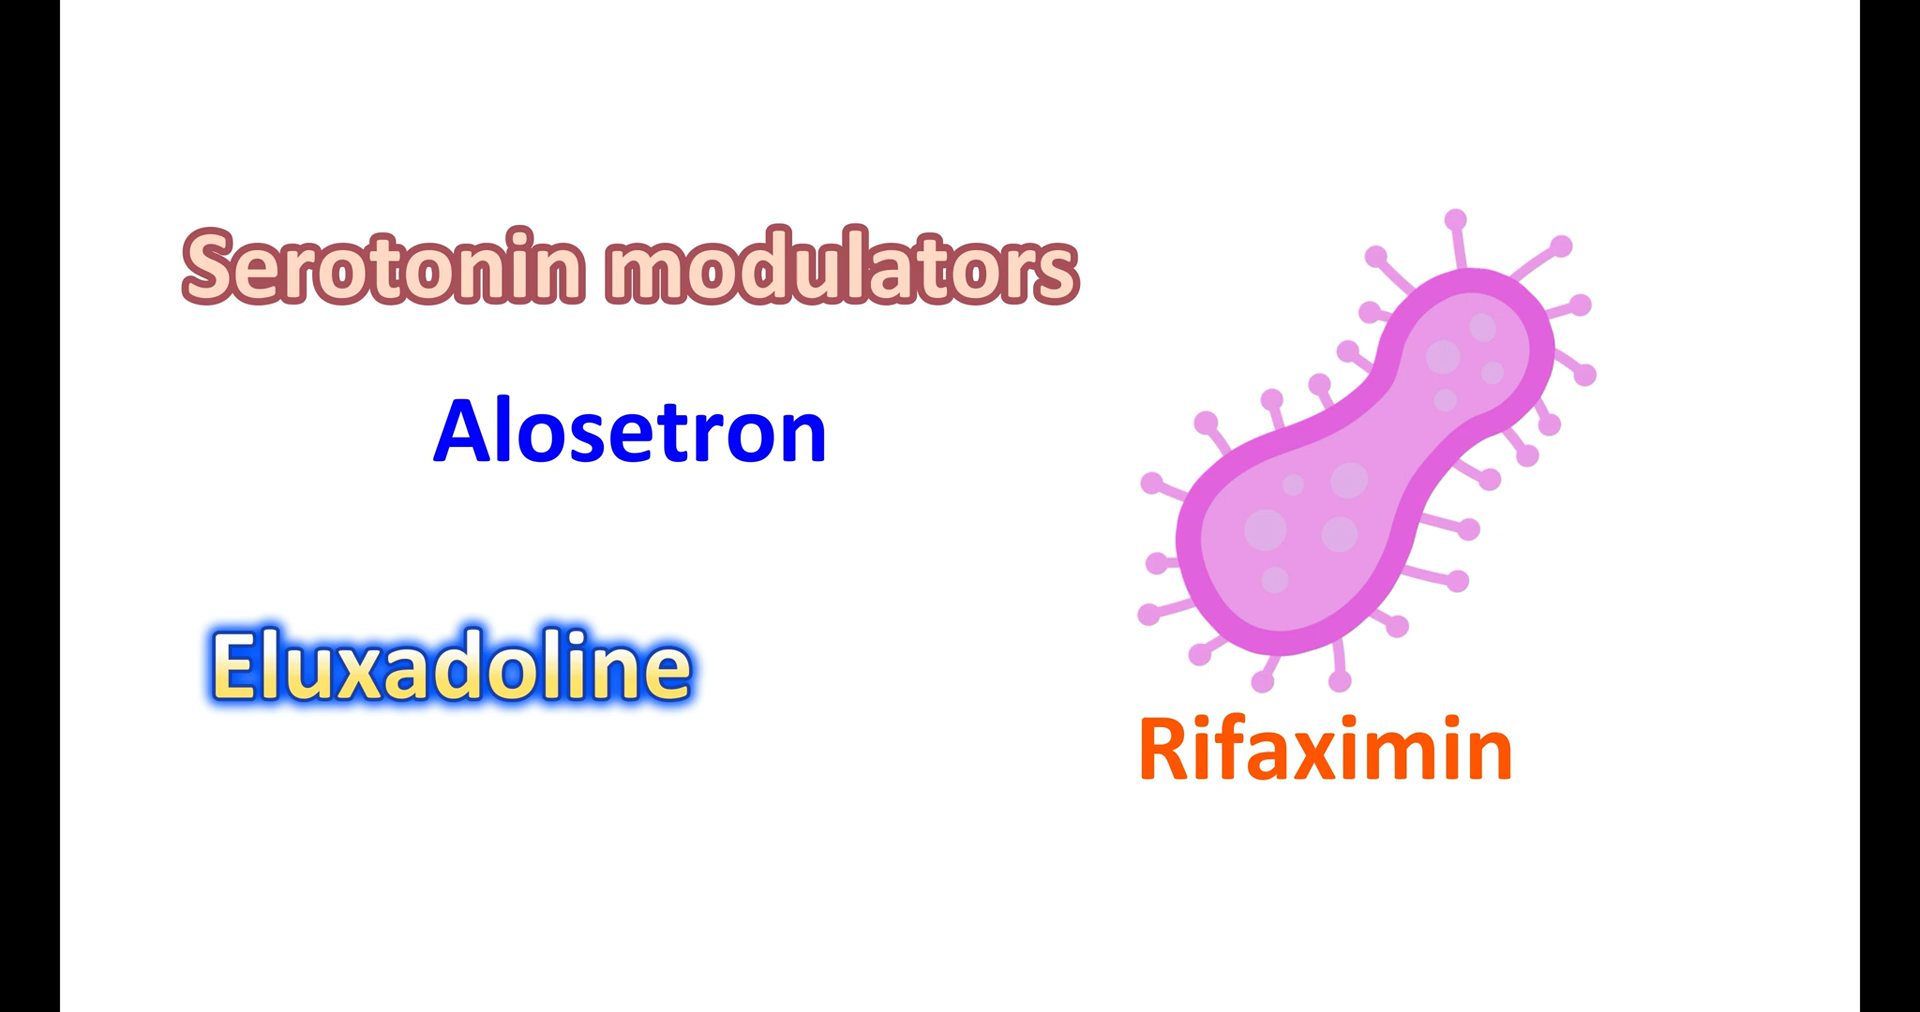 Serotonin modulators
Alosetron
Eluxadoline
Rifaximin